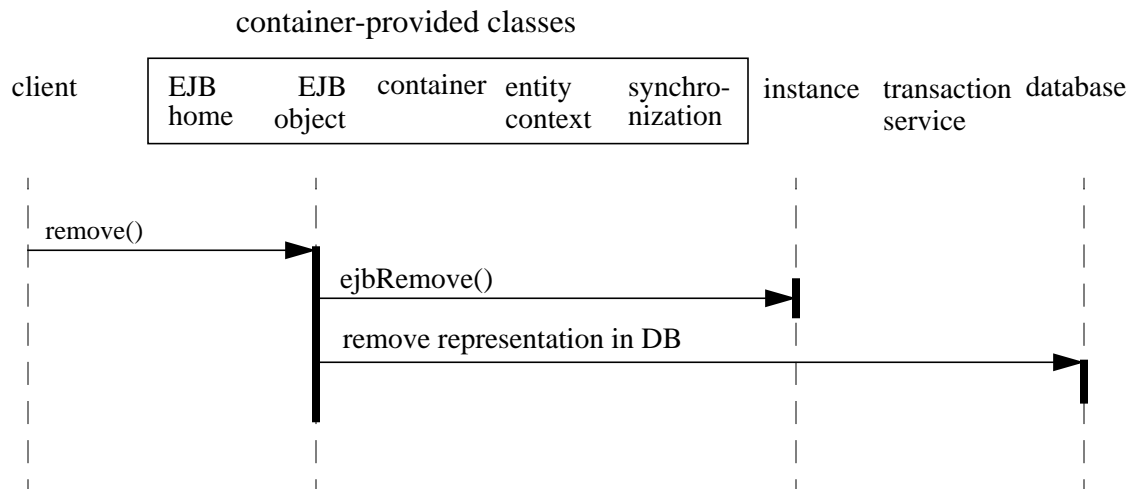 container-provided classes
client
EJB
home
EJB
object
container
entity
context
synchro-
nization
instance
transaction
service
database
remove()
ejbRemove()
remove representation in DB